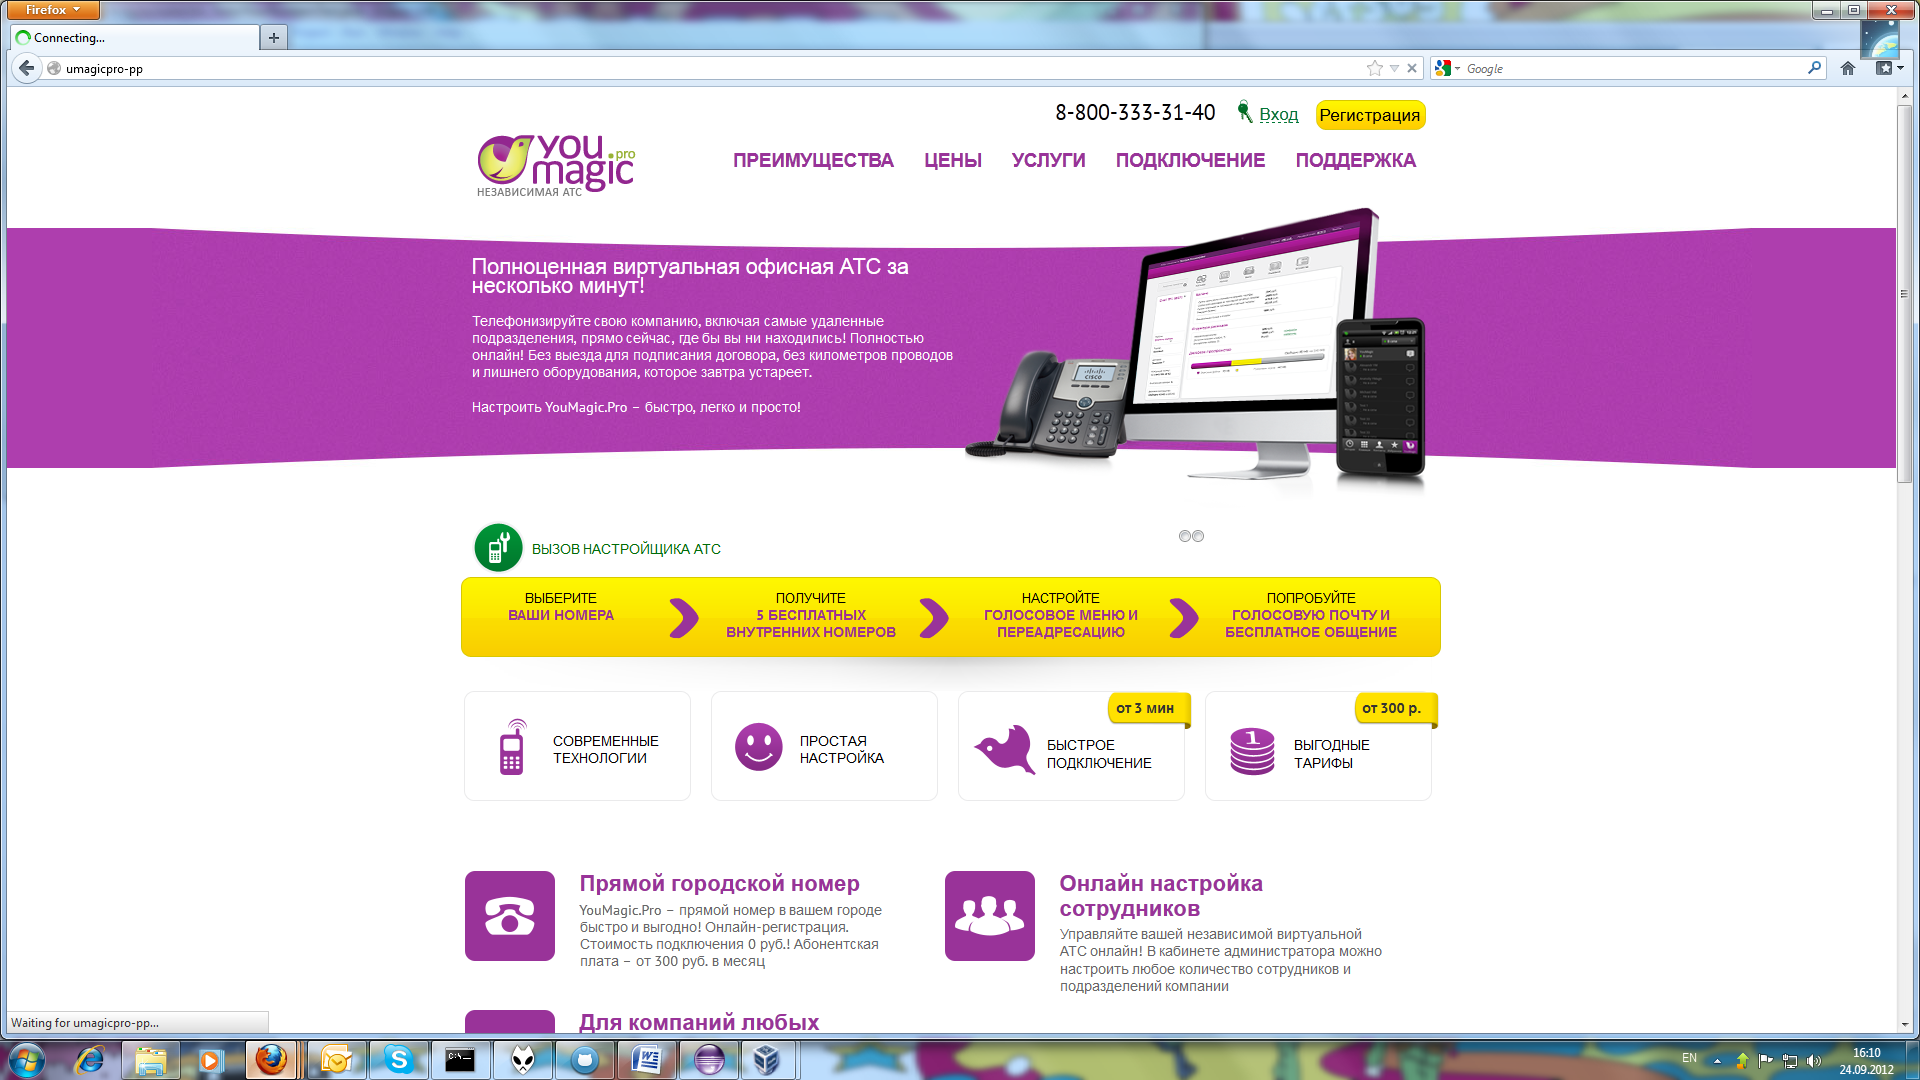 Firefox
Connecting...
umagicpro-pp
Google
8-800-333-31-40
Вход
Регистрация
you
magic
.pro
НЕЗАВИСИМАЯ АТС
ПРЕИМУЩЕСТВА
ЦЕНЫ
УСЛУГИ
ПОДКЛЮЧЕНИЕ
ПОДДЕРЖКА
Полноценная виртуальная офисная АТС за
несколько минут!
Телефонизируйте свою компанию, включая самые удаленные
подразделения, прямо сейчас, где бы вы ни находились! Полностью
онлайн! Без выезда для подписания договора, без километров проводов
и лишнего оборудования, которое завтра устареет.
Настроить YouMagic.Pro – быстро, легко и просто!
CISCO
ВЫЗОВ НАСТРОЙЩИКА АТС
ВЫБЕРИТЕ
ВАШИ НОМЕРА
ПОЛУЧИТЕ
5 БЕСПЛАТНЫХ
ВНУТРЕННИХ НОМЕРОВ
НАСТРОЙТЕ
ГОЛОСОВОЕ МЕНЮ И
ПЕРЕАДРЕСАЦИЮ
ПОПРОБУЙТЕ
ГОЛОСОВУЮ ПОЧТУ И
БЕСПЛАТНОЕ ОБЩЕНИЕ
СОВРЕМЕННЫЕ
ТЕХНОЛОГИИ
ПРОСТАЯ
НАСТРОЙКА
от 3 мин
БЫСТРОЕ
ПОДКЛЮЧЕНИЕ
от 300 р.
1
ВЫГОДНЫЕ
ТАРИФЫ
Прямой городской номер
YouMagic.Pro – прямой номер в вашем городе
быстро и выгодно! Онлайн-регистрация.
Стоимость подключения 0 руб.! Абонентская
плата – от 300 руб. в месяц
Онлайн настройка
сотрудников
Управляйте вашей независимой виртуальной
АТС онлайн! В кабинете администратора можно
настроить любое количество сотрудников и
подразделений компании
Для компаний любых
Waiting for umagicpro-pp...
EN
16:10
24.09.2012